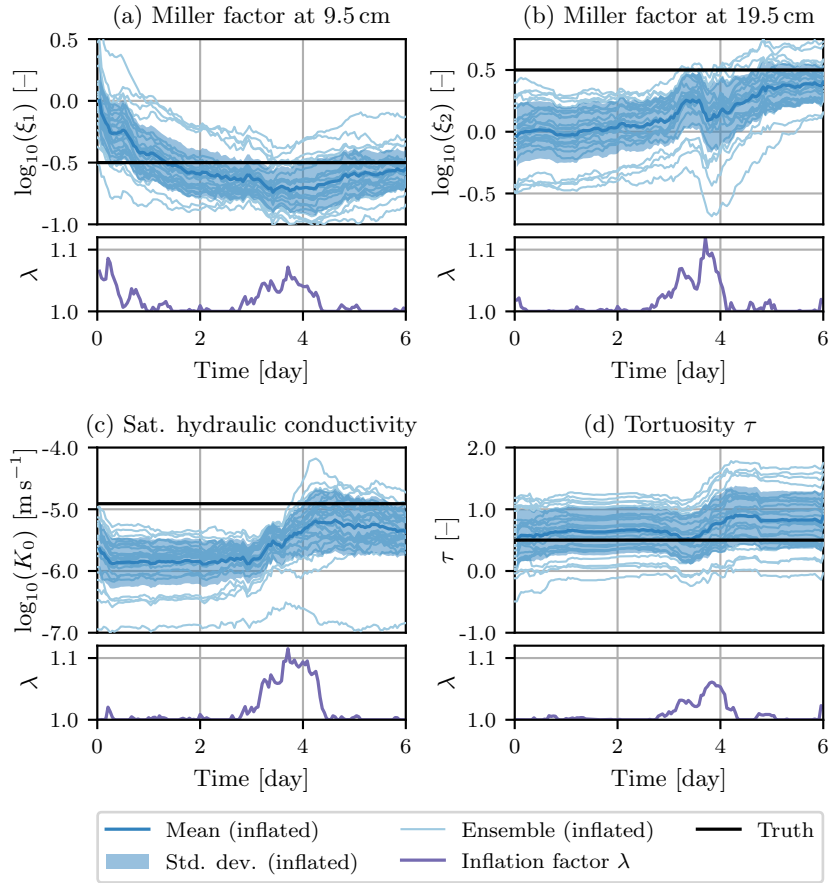 (a) Miller factor at 9.5 cm
(b) Miller factor at 19.5 cm
log₁₀(ξ₁) [–]
0.5
0.0
-0.5
-1.0
log₁₀(ξ₂) [–]
0.5
0.0
-0.5
λ
1.1
1.0
λ
1.1
1.0
0 2 4 6
0 2 4 6
Time [day]
Time [day]
(c) Sat. hydraulic conductivity
(d) Tortuosity τ
log₁₀(K₀) [m s⁻¹]
-4.0
-5.0
-6.0
-7.0
τ [–]
2.0
1.0
0.0
-1.0
λ
1.1
1.0
λ
1.1
1.0
0 2 4 6
0 2 4 6
Time [day]
Time [day]
Mean (inflated)
Ensemble (inflated)
Truth
Std. dev. (inflated)
Inflation factor λ